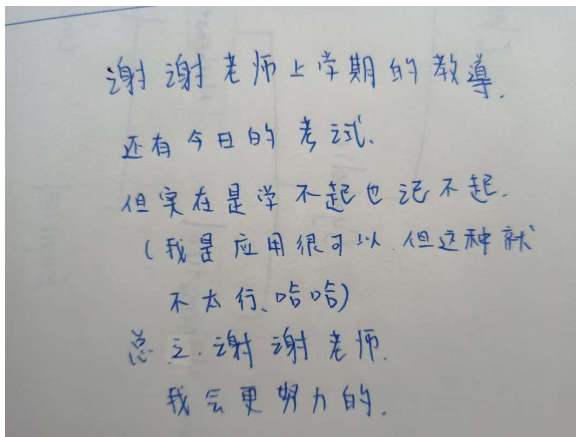 谢谢老师上学期的教导.
还有今日的考试.
但实在是学不起也记不起.
(我是应用很可以.但这种就
不太行、哈哈)
总之.谢谢老师.
我会更努力的.